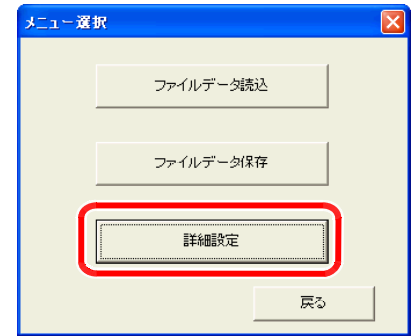 メニュー選択
ファイルデータ読込
ファイルデータ保存
詳細設定
戻る